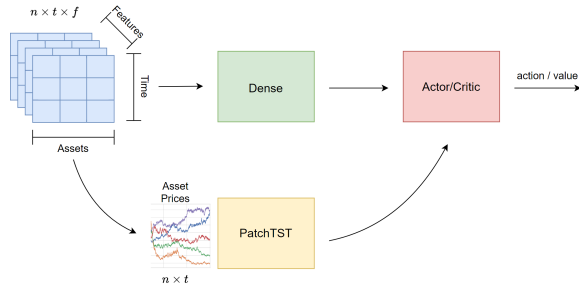 n × t × f
Features
Time
Assets
Dense
Actor/Critic
action / value
Asset
Prices
PatchTST
n × t